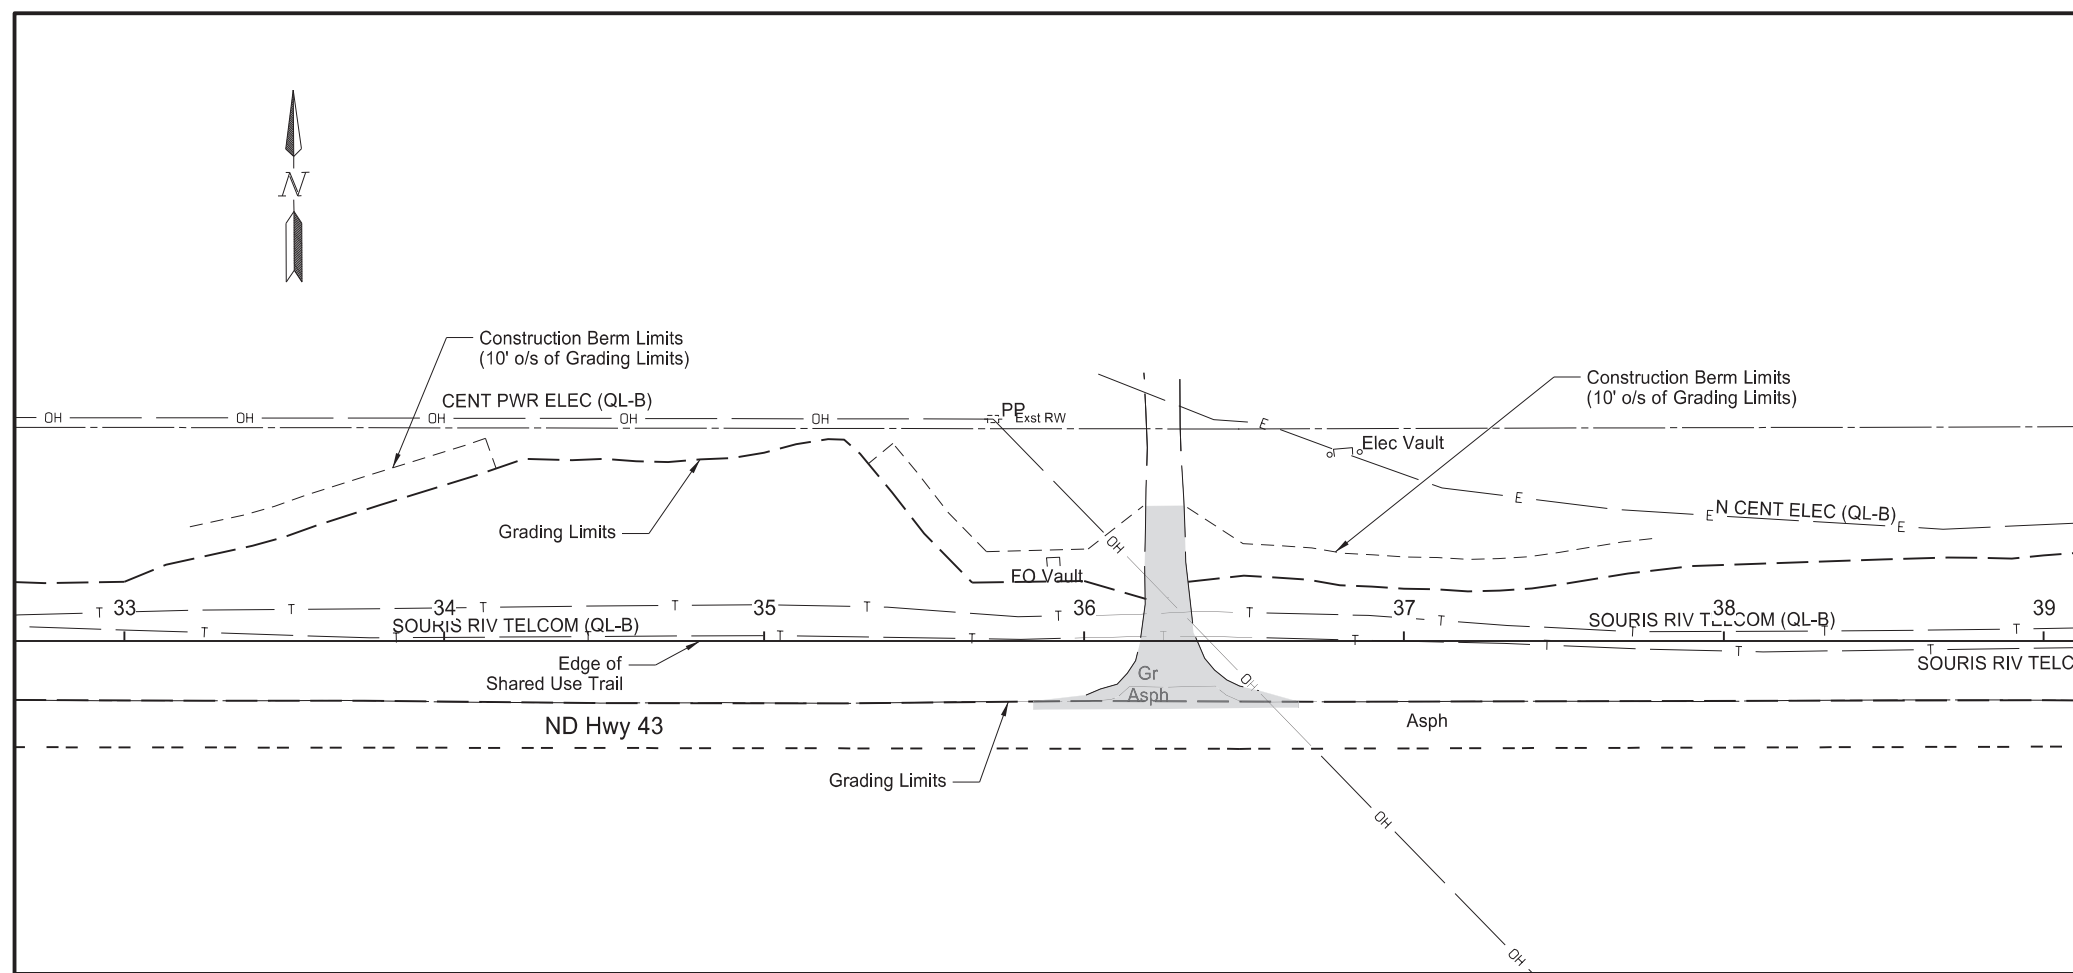 N
Construction Berm Limits
(10' o/s of Grading Limits)
Construction Berm Limits
(10' o/s of Grading Limits)
CENT PWR ELEC (QL-B)
OH OH OH OH OH
PP
Exst RW
E
Elec Vault
Grading Limits
E
N CENT ELEC (QL-B)
E E
OH
FO Vault
33 34 35 36 37 38 39
T T T T T T T T T T T
SOURIS RIV TELCOM (QL-B)
SOURIS RIV TELCOM (QL-B)
T T T T T T T T T T
Edge of
Shared Use Trail
SOURIS RIV TELC
Gr
Asph
OH
ND Hwy 43
Asph
Grading Limits
OH
OH